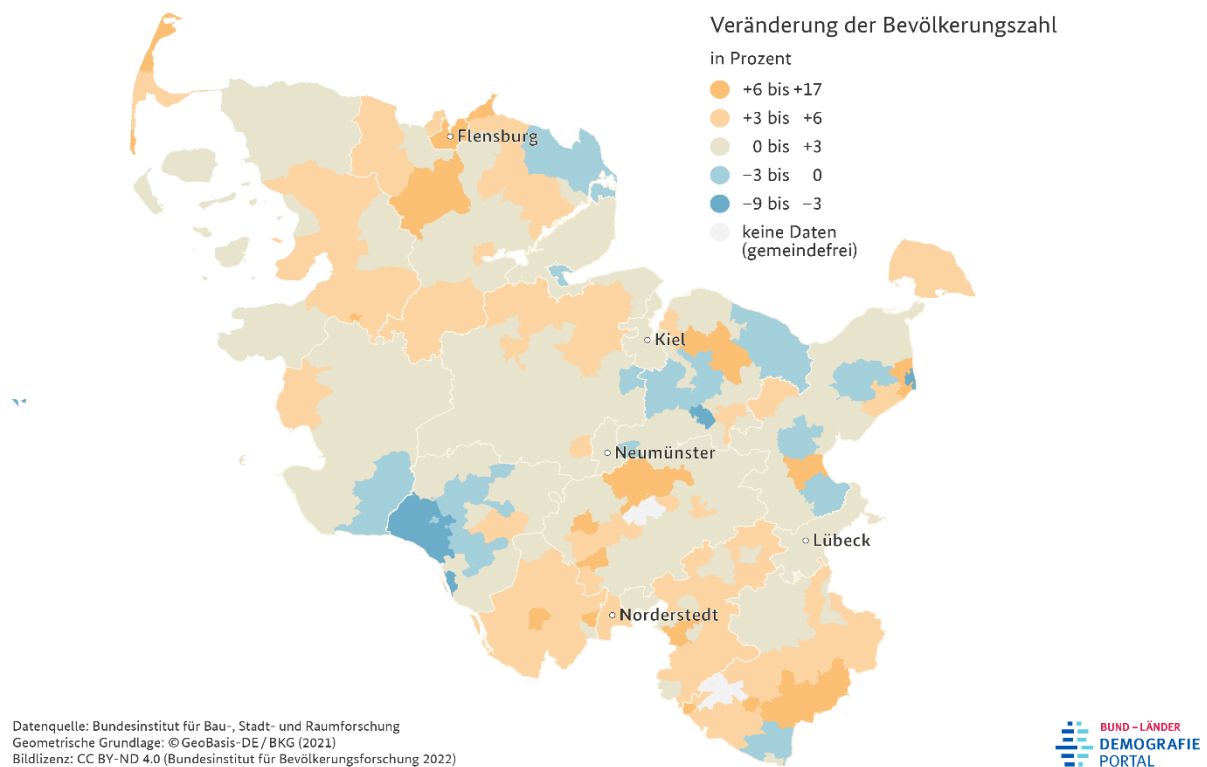 Veränderung der Bevölkerungszahl
in Prozent
+6 bis +17
+3 bis +6
0 bis +3
−3 bis 0
−9 bis −3
keine Daten
(gemeindefrei)
Flensburg
Kiel
Neumünster
Lübeck
Norderstedt
Datenquelle: Bundesinstitut für Bau-, Stadt- und Raumforschung
Geometrische Grundlage: © GeoBasis-DE / BKG (2021)
Bildlizenz: CC BY-ND 4.0 (Bundesinstitut für Bevölkerungsforschung 2022)
BUND – LÄNDER
DEMOGRAFIE
PORTAL